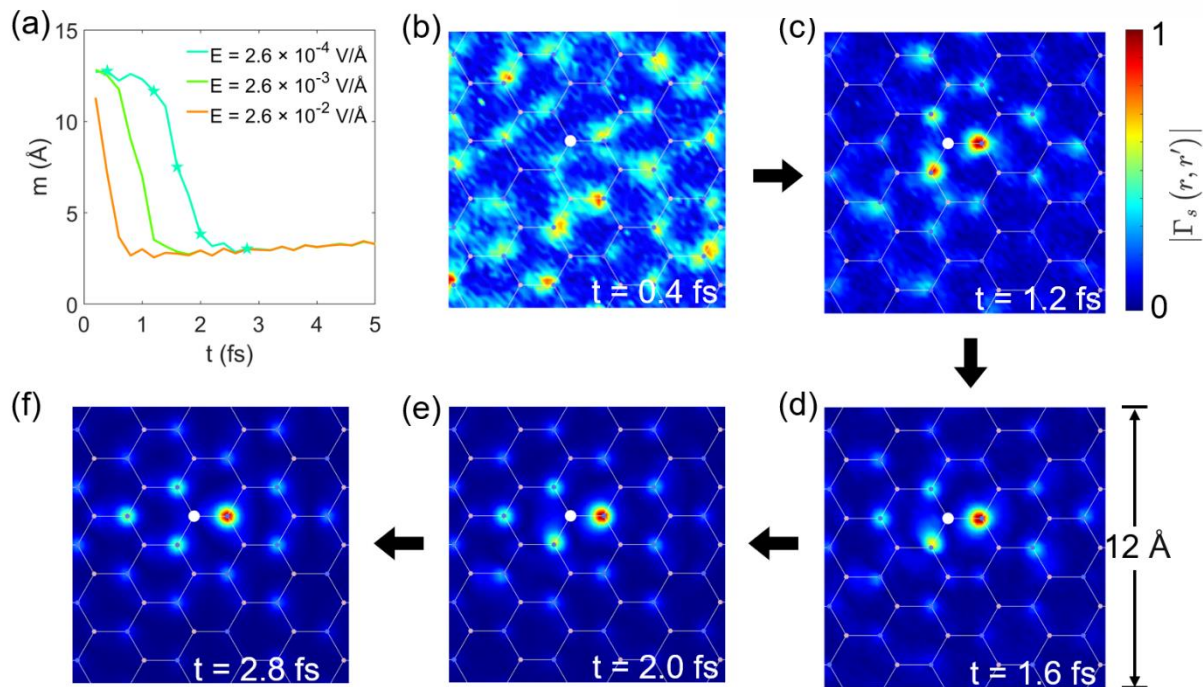 (a)
15
10
5
0
m (Å)
0 1 2 3 4 5
t (fs)
E = 2.6 × 10⁻⁴ V/Å
E = 2.6 × 10⁻³ V/Å
E = 2.6 × 10⁻² V/Å
(b)
t = 0.4 fs
(c)
t = 1.2 fs
1
0
|Γₛ (r, r′)|
(f)
t = 2.8 fs
(e)
t = 2.0 fs
(d)
t = 1.6 fs
12 Å